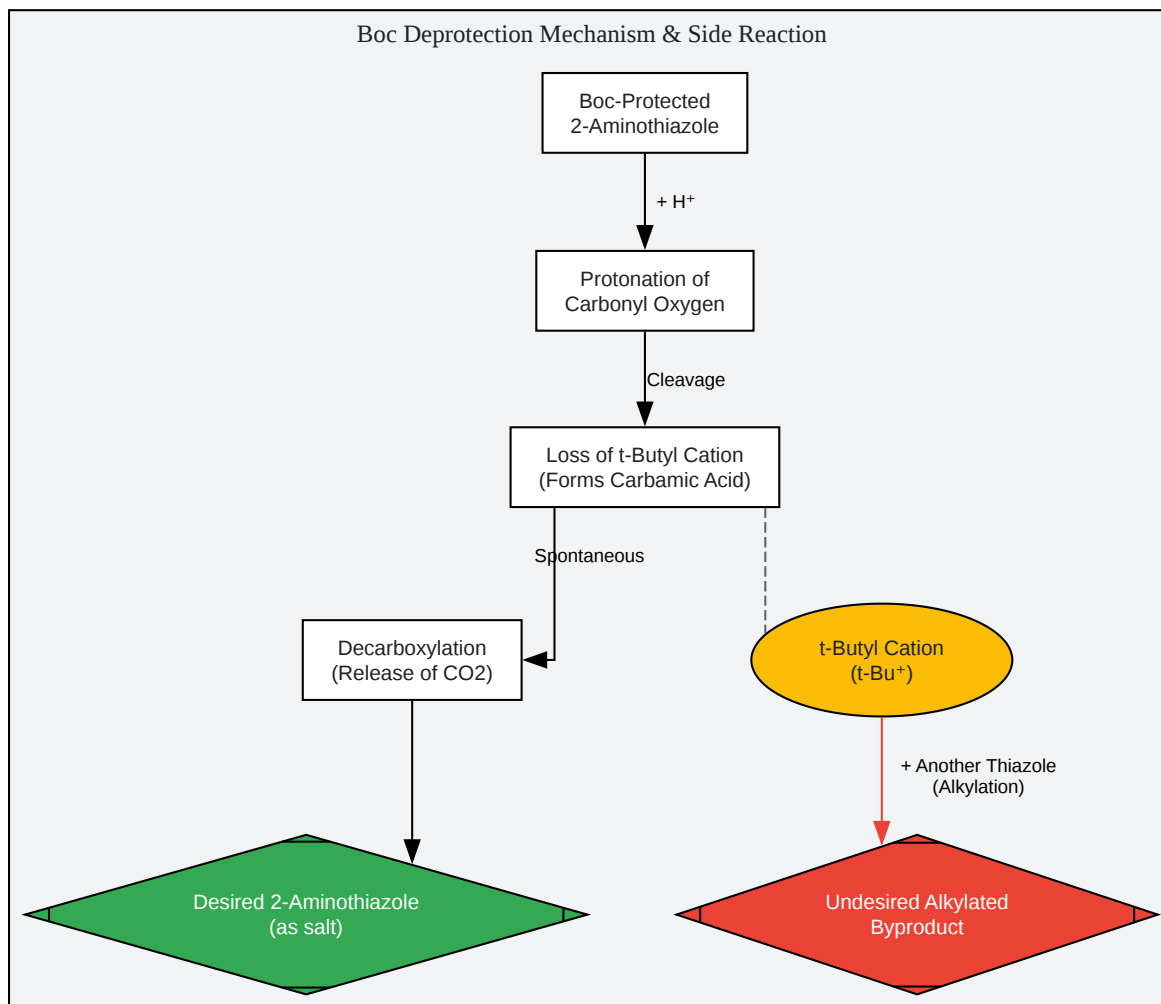 Boc Deprotection Mechanism & Side Reaction
Boc-Protected
2-Aminothiazole
+ H⁺
Protonation of
Carbonyl Oxygen
Cleavage
Loss of t-Butyl Cation
(Forms Carbamic Acid)
Spontaneous
Decarboxylation
(Release of CO2)
t-Butyl Cation
(t-Bu⁺)
+ Another Thiazole
(Alkylation)
Desired 2-Aminothiazole
(as salt)
Undesired Alkylated
Byproduct